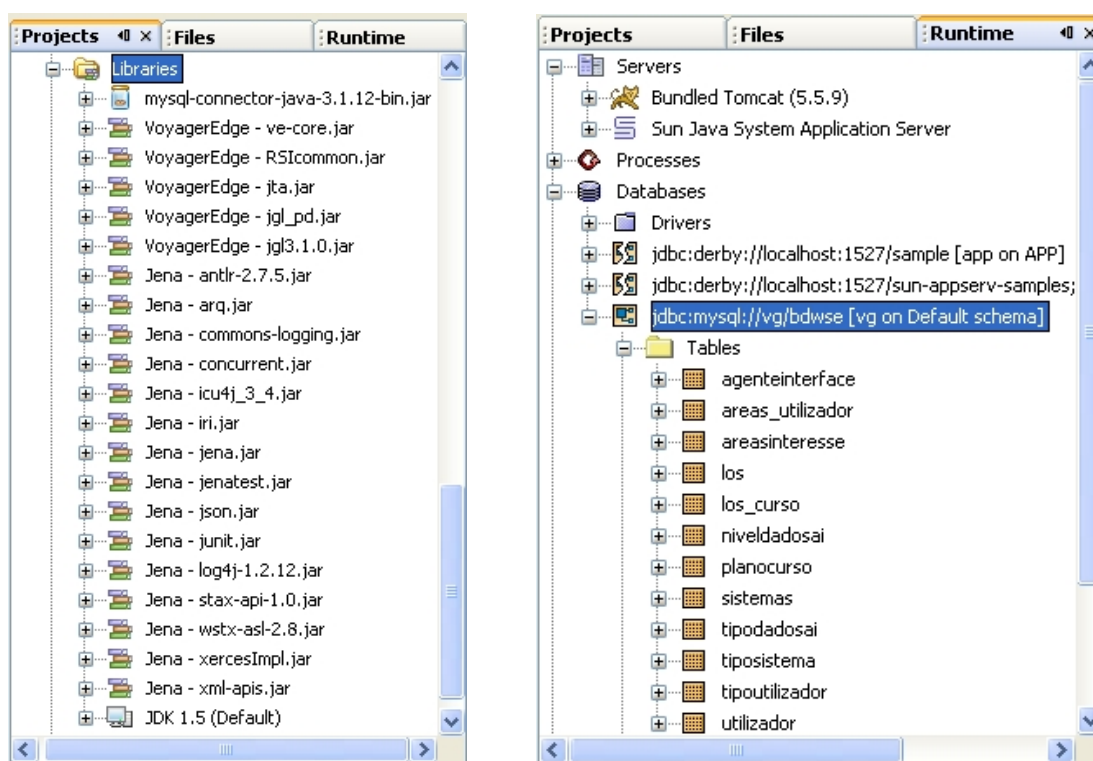 Projects
Files
Runtime
Libraries
mysql-connector-java-3.1.12-bin.jar
VoyagerEdge - ve-core.jar
VoyagerEdge - RSIcommon.jar
VoyagerEdge - jta.jar
VoyagerEdge - jgl_pd.jar
VoyagerEdge - jgl3.1.0.jar
Jena - antlr-2.7.5.jar
Jena - arq.jar
Jena - commons-logging.jar
Jena - concurrent.jar
Jena - icu4j_3_4.jar
Jena - iri.jar
Jena - jena.jar
Jena - jenatest.jar
Jena - json.jar
Jena - junit.jar
Jena - log4j-1.2.12.jar
Jena - stax-api-1.0.jar
Jena - wstx-asl-2.8.jar
Jena - xercesImpl.jar
Jena - xml-apis.jar
JDK 1.5 (Default)
Projects
Files
Runtime
Servers
Bundled Tomcat (5.5.9)
Sun Java System Application Server
Processes
Databases
Drivers
jdbc:derby://localhost:1527/sample [app on APP]
jdbc:derby://localhost:1527/sun-appserv-samples;
jdbc:mysql://vg/bdwse [vg on Default schema]
Tables
agenteinterface
areas_utilizador
areasinteresse
los
los_curso
niveldadosai
planocurso
sistemas
tipodadosai
tiposistema
tipoutilizador
utilizador